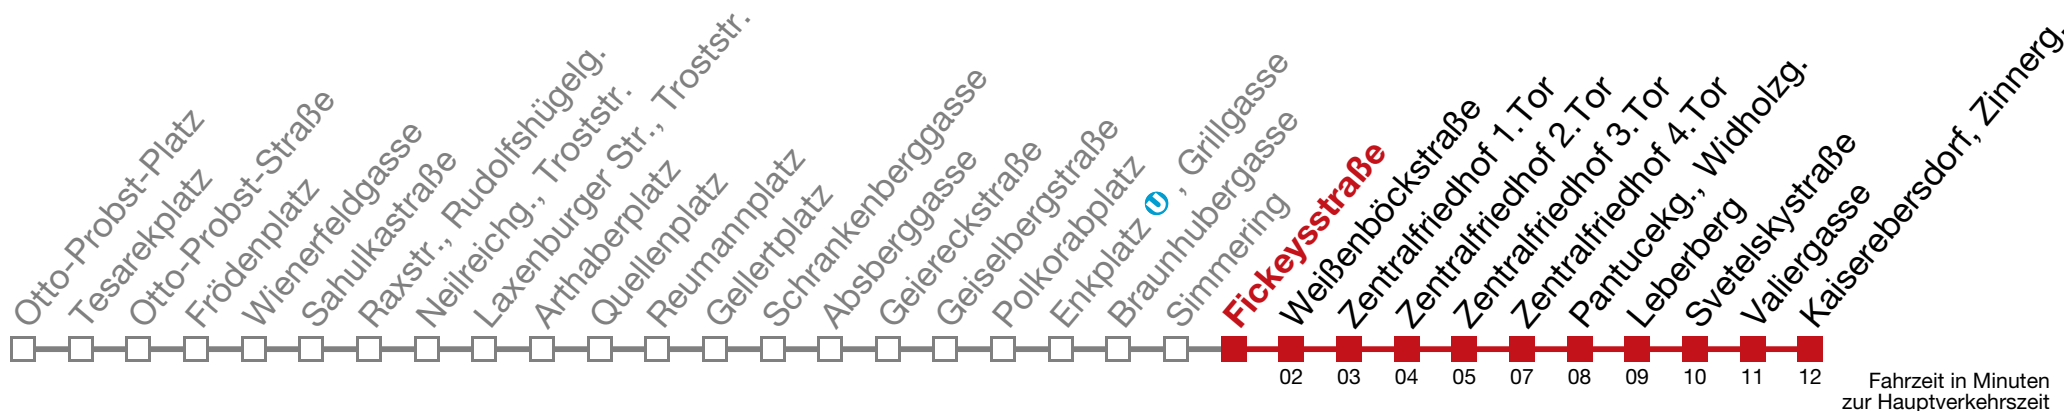 Otto-Probst-Platz
Tesarekplatz
Otto-Probst-Straße
Frödenplatz
Wienerfeldgasse
Sahulkastraße
Raxstr., Rudolfshügelg.
Neilreichg., Troststr.
Laxenburger Str., Troststr.
Arthaberplatz
Quellenplatz
Reumannplatz
Gellertplatz
Schrankenberggasse
Absberggasse
Geiereckstraße
Geiselbergstraße
Polkorabplatz
Enkplatz U, Grillgasse
Braunhubergasse
Simmering
Fickeysstraße
Weißenböckstraße
Zentralfriedhof 1.Tor
Zentralfriedhof 2.Tor
Zentralfriedhof 3.Tor
Zentralfriedhof 4.Tor
Pantucekg., Widholzg.
Leberberg
Svetelskystraße
Valiergasse
Kaiserebersdorf, Zinnerg.
02 03 04 05 07 08 09 10 11 12
Fahrzeit in Minuten
zur Hauptverkehrszeit